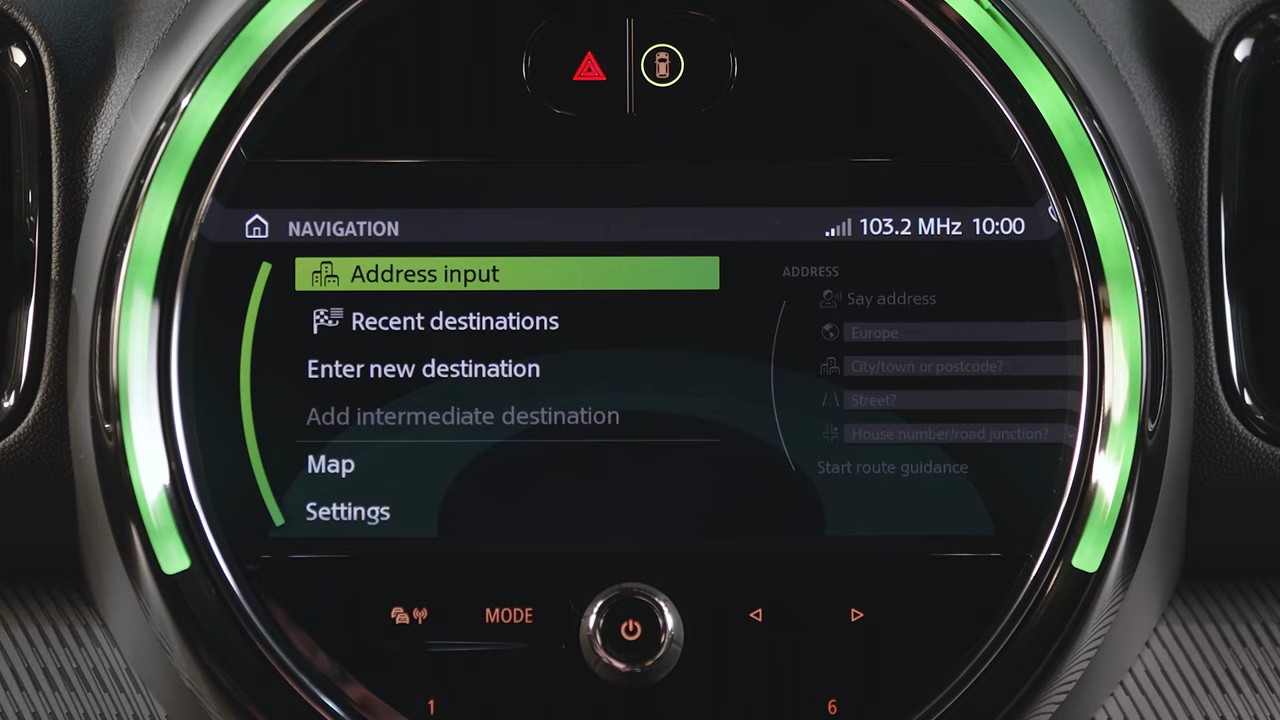 NAVIGATION 103.2 MHz 10:00
Address input
Recent destinations
Enter new destination
Add intermediate destination
Map
Settings
ADDRESS
Say address
Europe
City/town or postcode?
Street?
House number/road junction?
Start route guidance
MODE
1 6